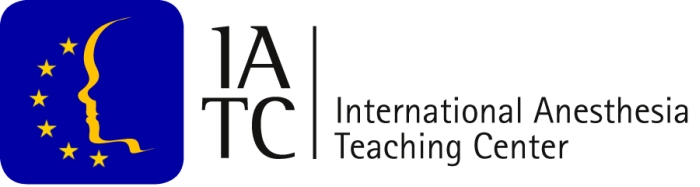 IA
TC
International Anesthesia
Teaching Center